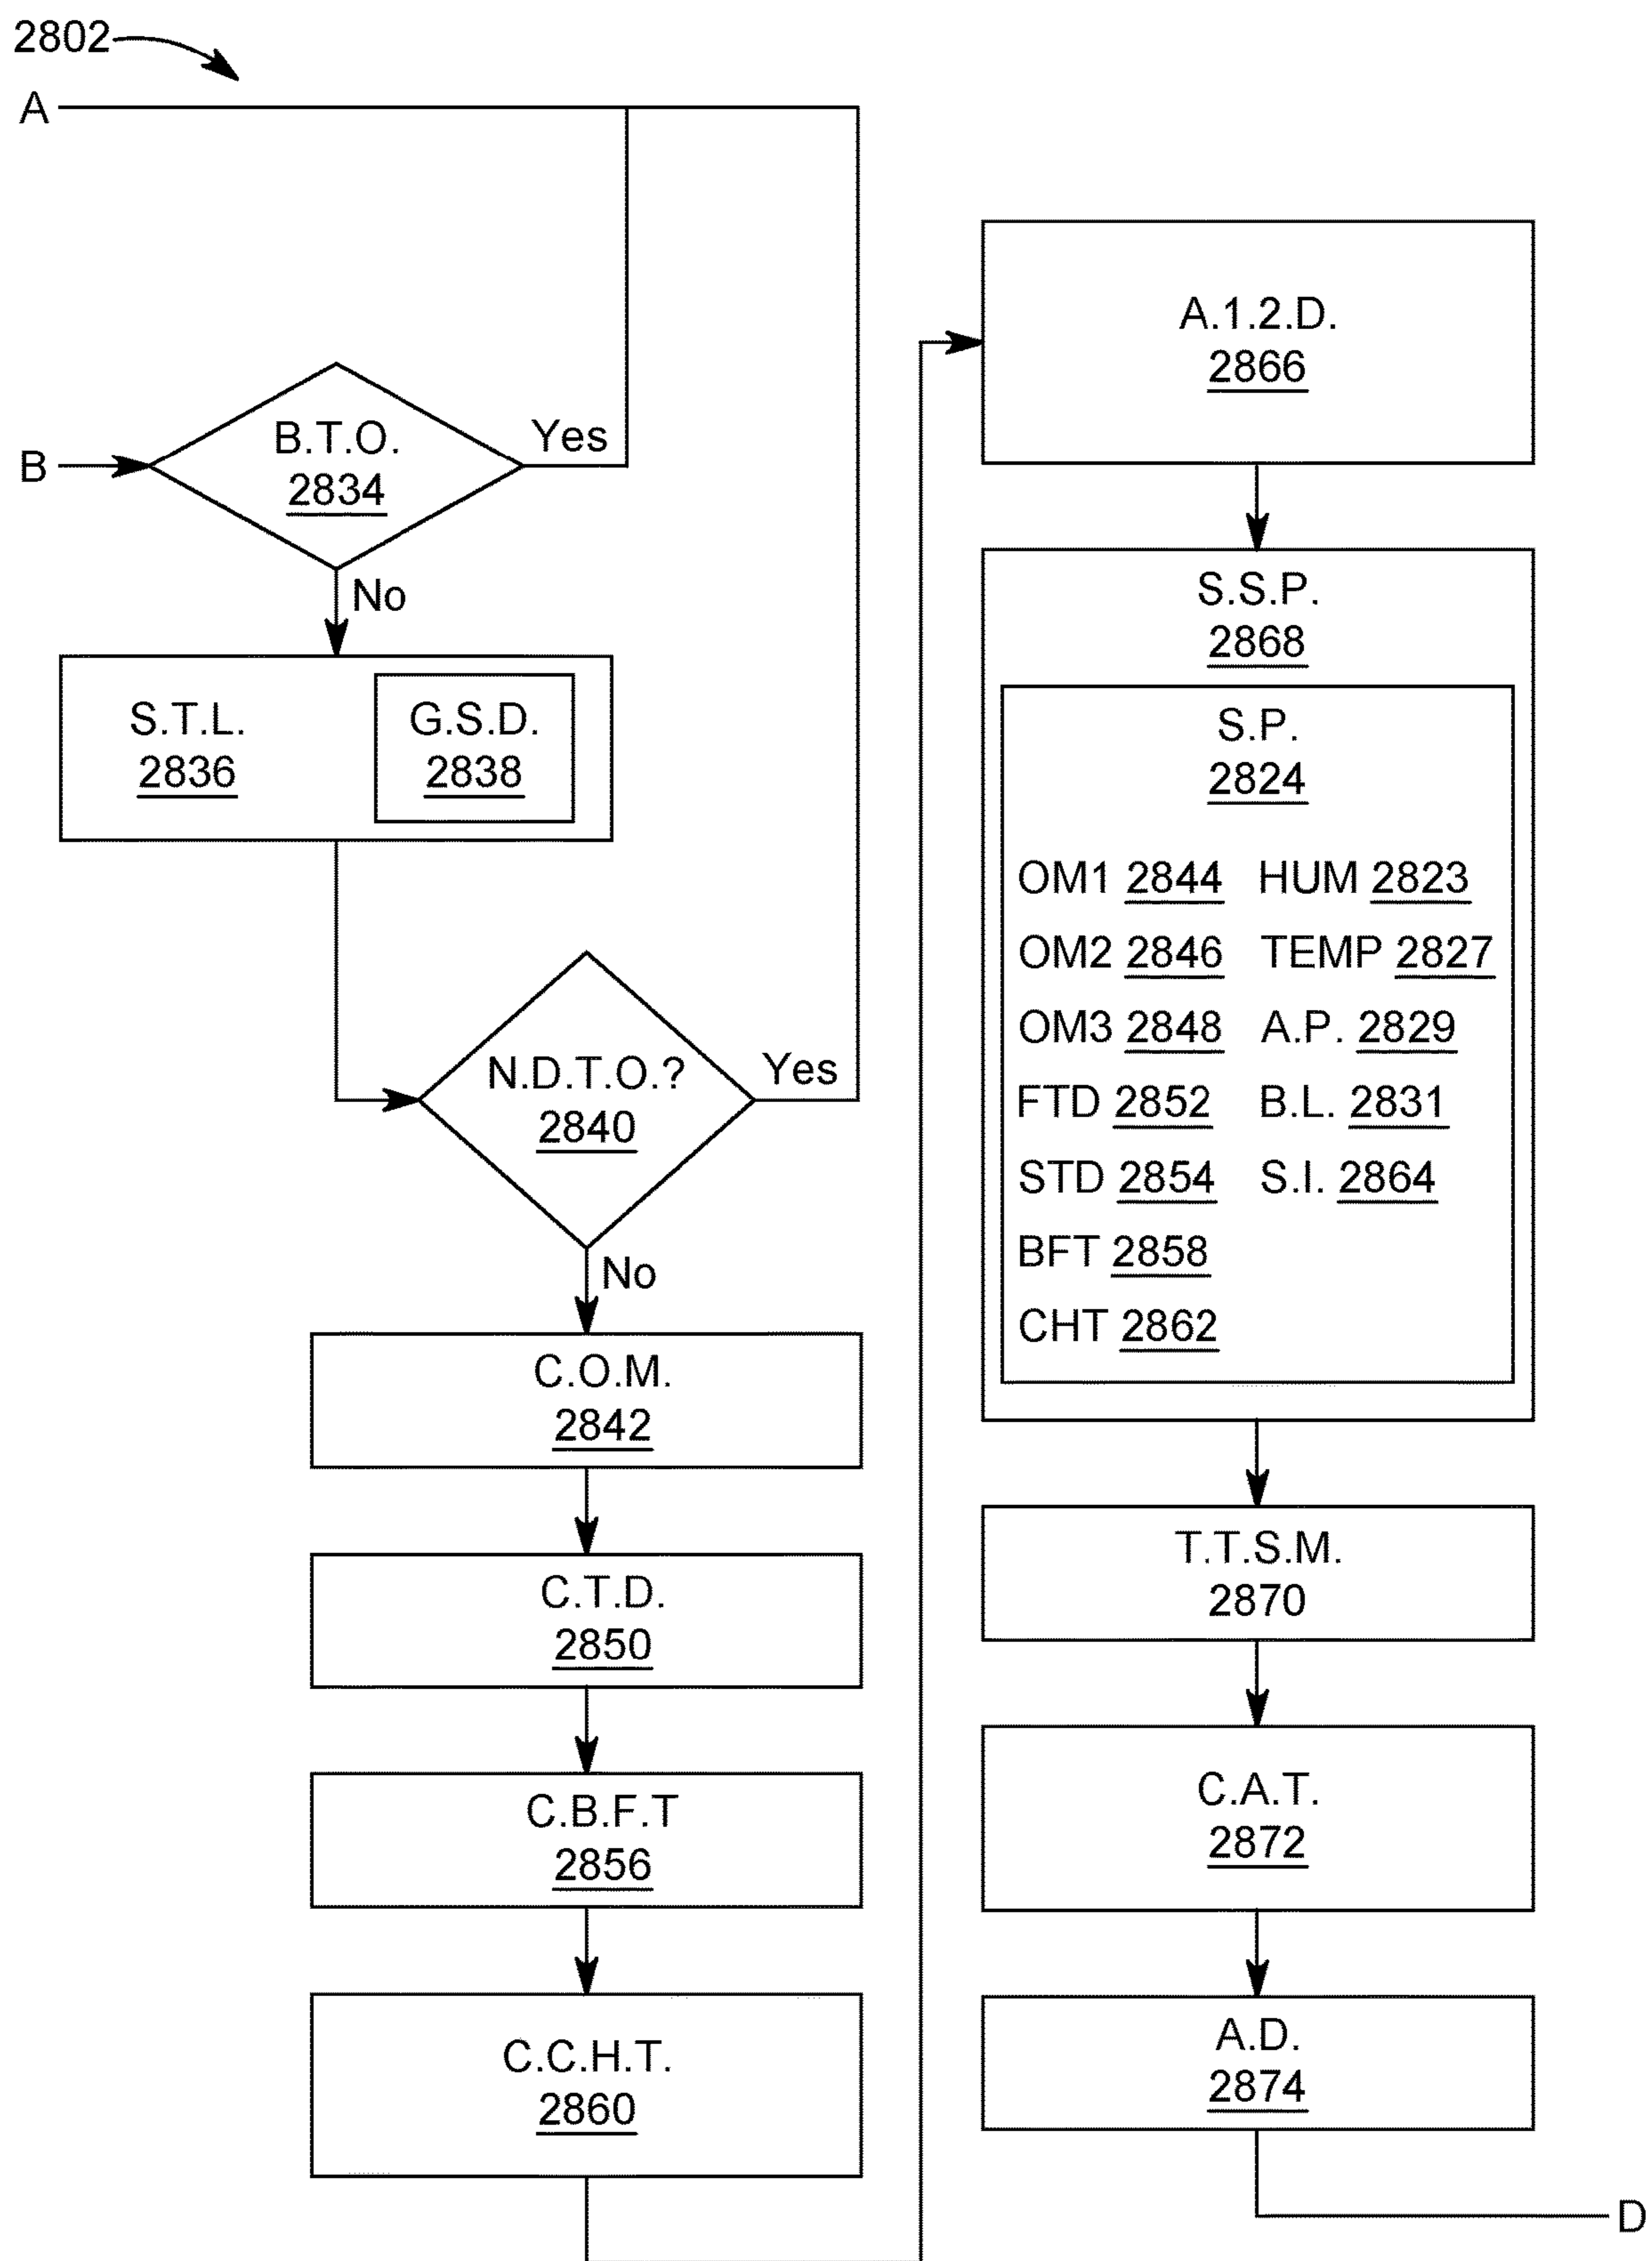 2802
A
B
B.T.O.
2834
Yes
No
S.T.L.
2836
G.S.D.
2838
N.D.T.O.?
2840
Yes
No
C.O.M.
2842
C.T.D.
2850
C.B.F.T
2856
C.C.H.T.
2860
A.1.2.D.
2866
S.S.P.
2868
S.P.
2824
OM1 2844 HUM 2823
OM2 2846 TEMP 2827
OM3 2848 A.P. 2829
FTD 2852 B.L. 2831
STD 2854 S.I. 2864
BFT 2858
CHT 2862
T.T.S.M.
2870
C.A.T.
2872
A.D.
2874
D